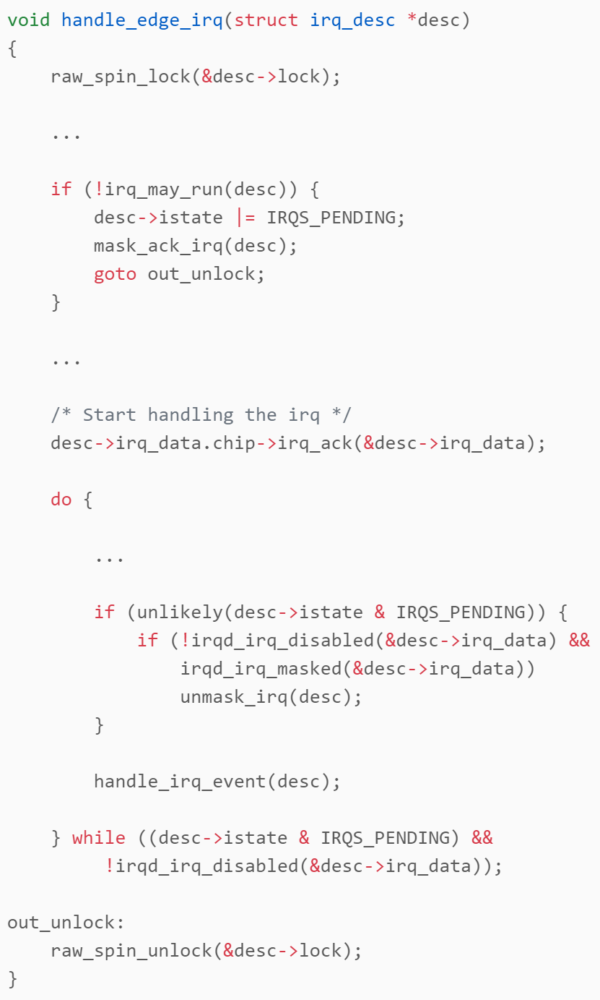 void handle_edge_irq(struct irq_desc *desc)
{
    raw_spin_lock(&desc->lock);

    ...

    if (!irq_may_run(desc)) {
        desc->istate |= IRQS_PENDING;
        mask_ack_irq(desc);
        goto out_unlock;
    }

    ...

    /* Start handling the irq */
    desc->irq_data.chip->irq_ack(&desc->irq_data);

    do {

        ...

        if (unlikely(desc->istate & IRQS_PENDING)) {
            if (!irqd_irq_disabled(&desc->irq_data) &&
                irqd_irq_masked(&desc->irq_data))
                unmask_irq(desc);
        }

        handle_irq_event(desc);

    } while ((desc->istate & IRQS_PENDING) &&
         !irqd_irq_disabled(&desc->irq_data));

out_unlock:
    raw_spin_unlock(&desc->lock);
}